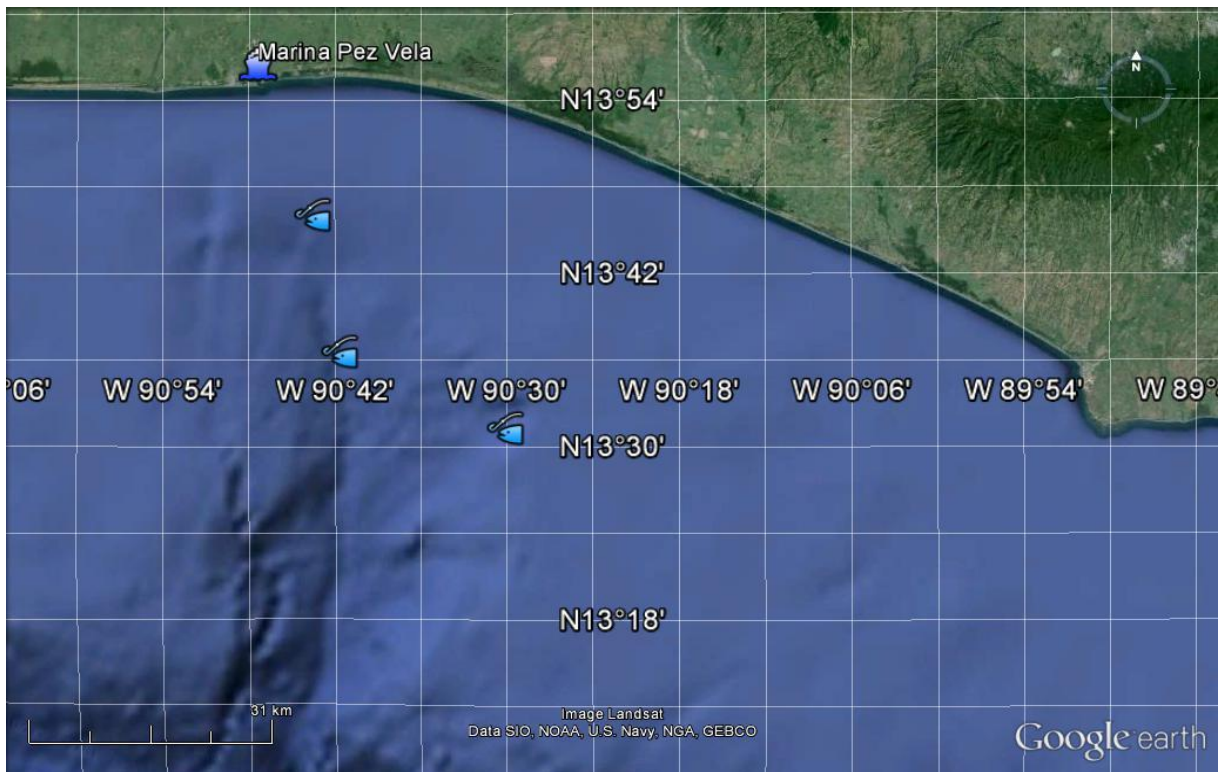 Marina Pez Vela
N
N13°54'
N13°42'
°06' W 90°54' W 90°42' W 90°30' W 90°18' W 90°06' W 89°54' W 89°
N13°30'
N13°18'
31 km
Image Landsat
Data SIO, NOAA, U.S. Navy, NGA, GEBCO
Google earth